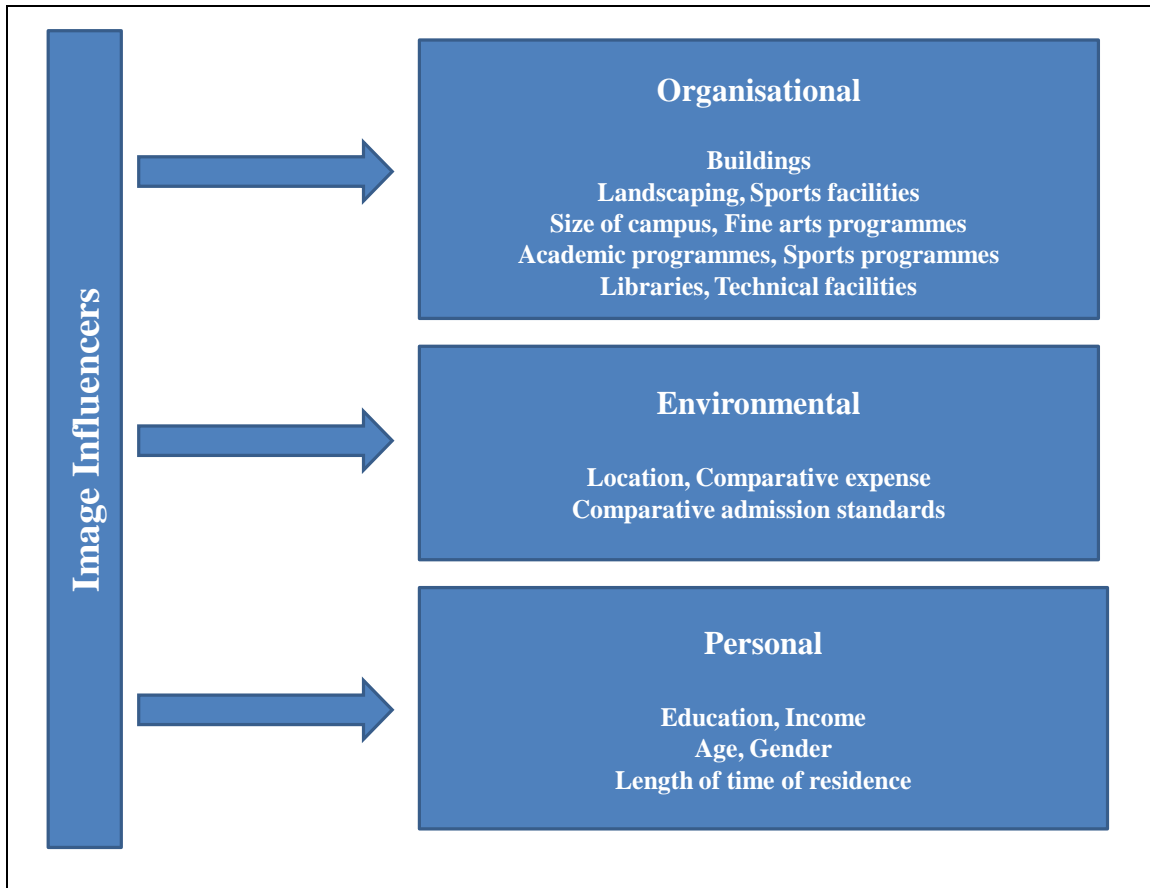 Image Influencers
Organisational
Buildings
Landscaping, Sports facilities
Size of campus, Fine arts programmes
Academic programmes, Sports programmes
Libraries, Technical facilities
Environmental
Location, Comparative expense
Comparative admission standards
Personal
Education, Income
Age, Gender
Length of time of residence